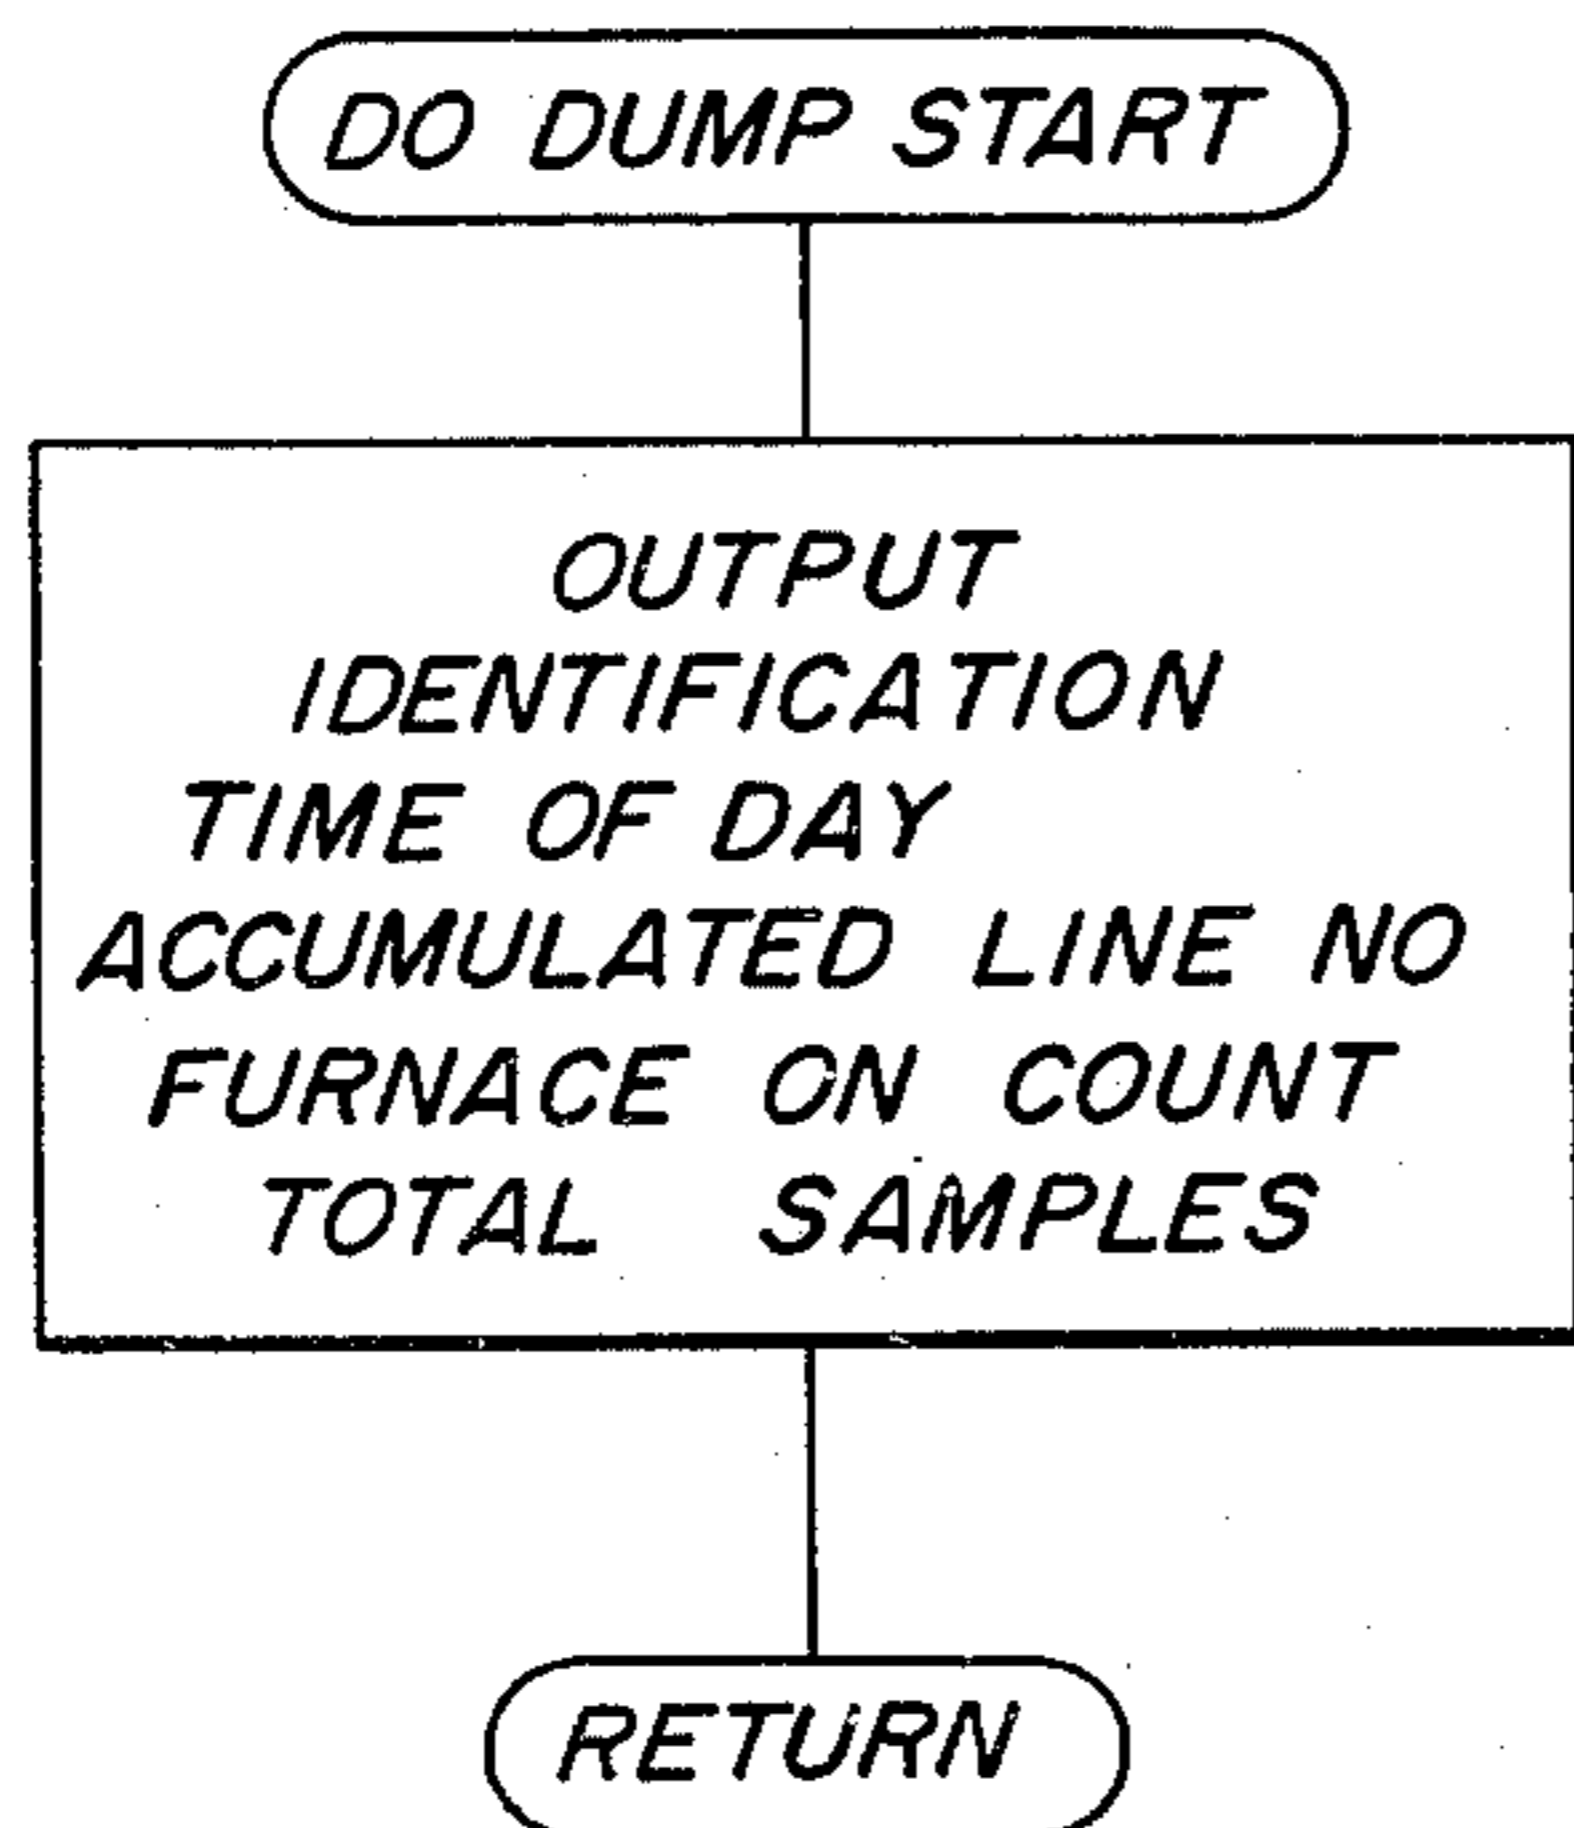 DO DUMP START
OUTPUT
IDENTIFICATION
TIME OF DAY
ACCUMULATED LINE NO
FURNACE ON COUNT
TOTAL SAMPLES
RETURN